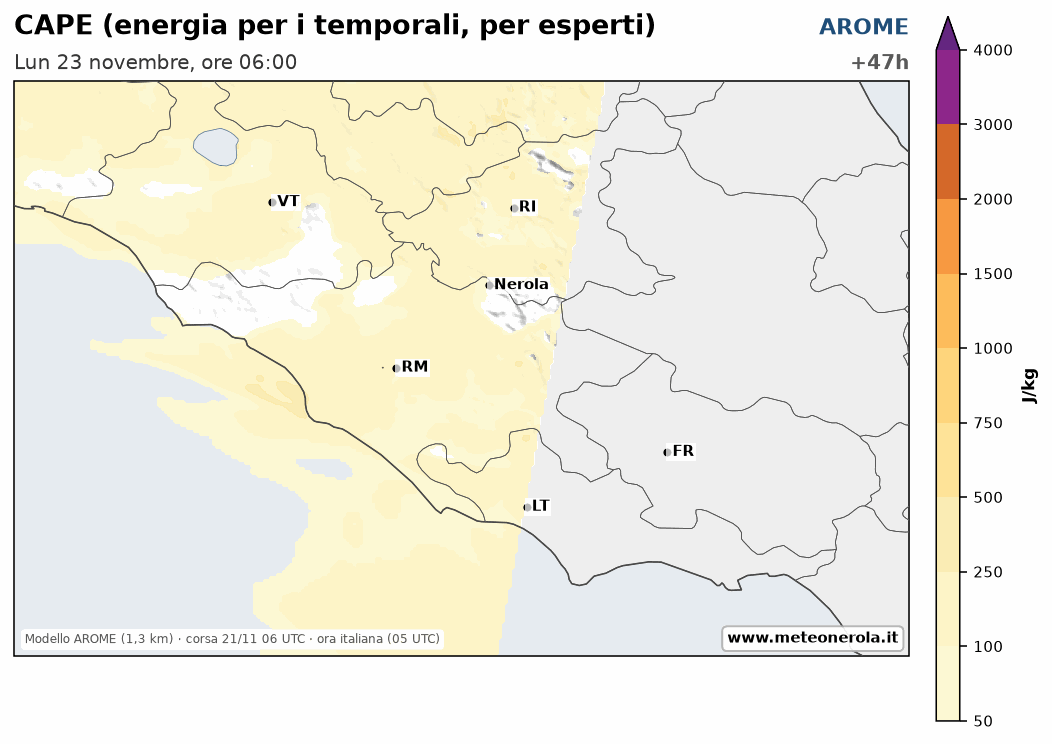 CAPE (energia per i temporali, per esperti)
AROME
Lun 23 novembre, ore 06:00
+47h
4000
3000
2000
1500
1000
750
500
250
100
50
J/kg
VT
RI
Nerola
RM
FR
LT
Modello AROME (1,3 km) · corsa 21/11 06 UTC · ora italiana (05 UTC)
www.meteonerola.it